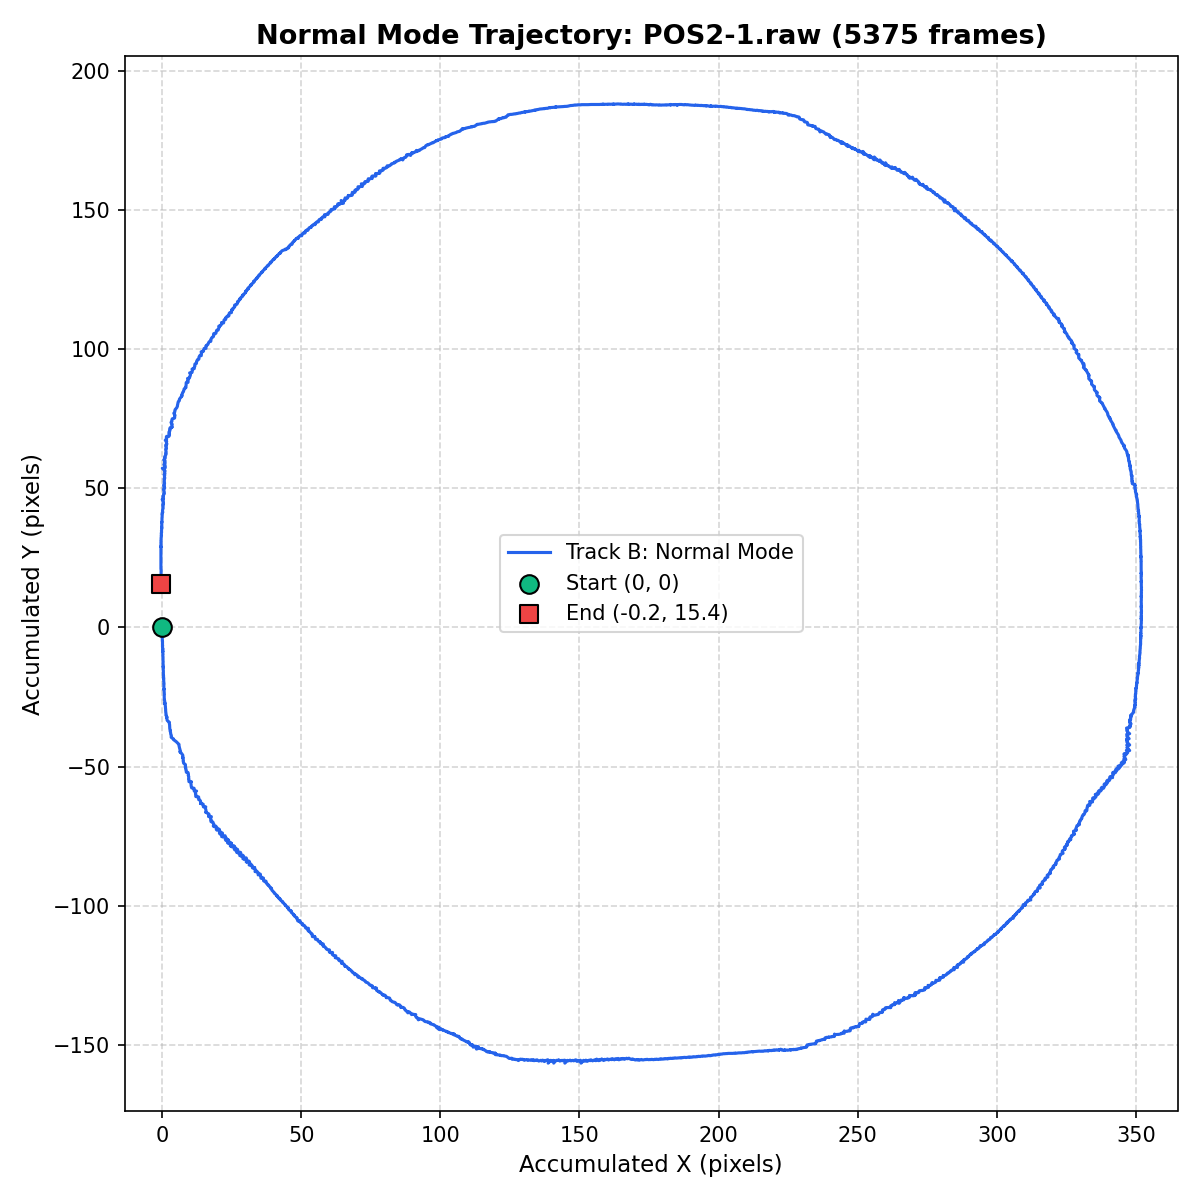 Normal Mode Trajectory: POS2-1.raw (5375 frames)
200
150
100
50
0
−50
−100
−150
Accumulated Y (pixels)
Track B: Normal Mode
Start (0, 0)
End (-0.2, 15.4)
0 50 100 150 200 250 300 350
Accumulated X (pixels)